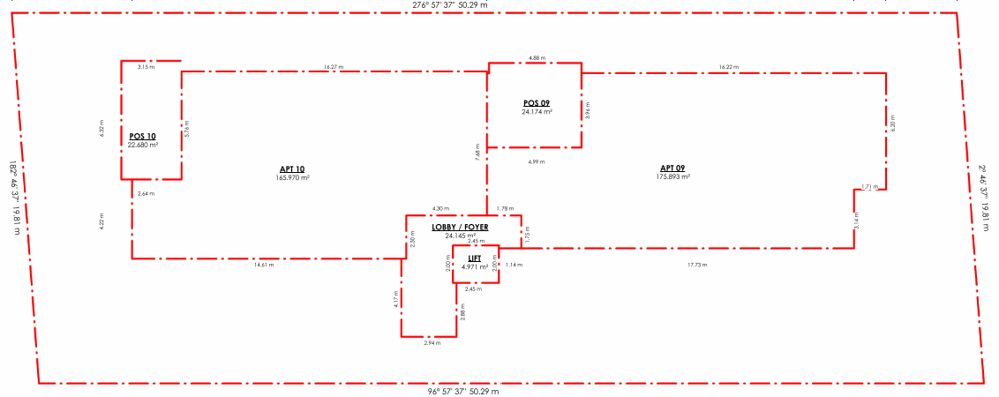 276° 57' 37" 50.29 m
3.15 m
16.27 m
4.88 m
16.22 m
6.32 m
5.76 m
POS 10
22.680 m²
POS 09
24.174 m²
3.96 m
6.20 m
7.68 m
4.99 m
APT 10
165.970 m²
APT 09
175.893 m²
182° 46' 37" 19.81 m
2° 46' 37" 19.81 m
2.64 m
1.71 m
4.22 m
4.30 m
1.78 m
3.14 m
LOBBY / FOYER
24.145 m²
2.45 m
2.30 m
1.75 m
LIFT
4.971 m²
2.00 m
2.00 m
1.14 m
14.61 m
17.73 m
2.45 m
4.17 m
2.88 m
2.94 m
96° 57' 37" 50.29 m